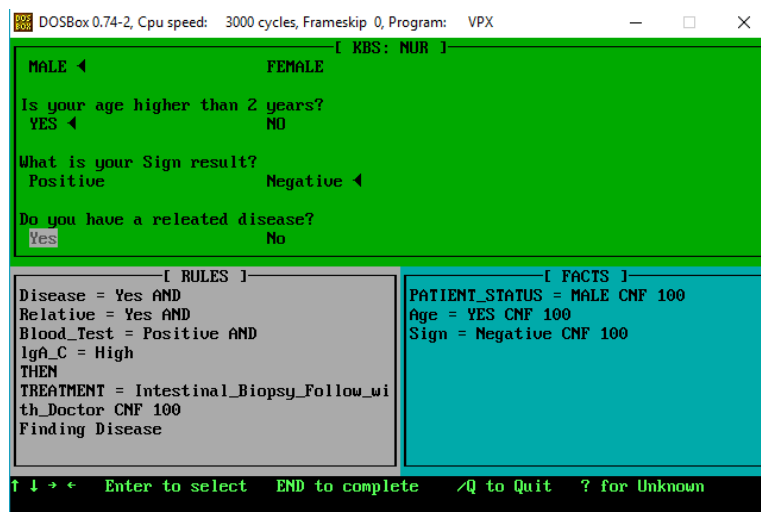 DOSBox 0.74-2, Cpu speed: 3000 cycles, Frameskip 0, Program: VPX
[ KBS: NUR ]
MALE ◄ FEMALE
Is your age higher than 2 years?
YES ◄ NO
What is your Sign result?
Positive Negative ◄
Do you have a releated disease?
Yes No
[ RULES ]
Disease = Yes AND
Relative = Yes AND
Blood_Test = Positive AND
lgA_C = High
THEN
TREATMENT = Intestinal_Biopsy_Follow_wi
th_Doctor CNF 100
Finding Disease
[ FACTS ]
PATIENT_STATUS = MALE CNF 100
Age = YES CNF 100
Sign = Negative CNF 100
↑ ↓ → ← Enter to select END to complete /Q to Quit ? for Unknown